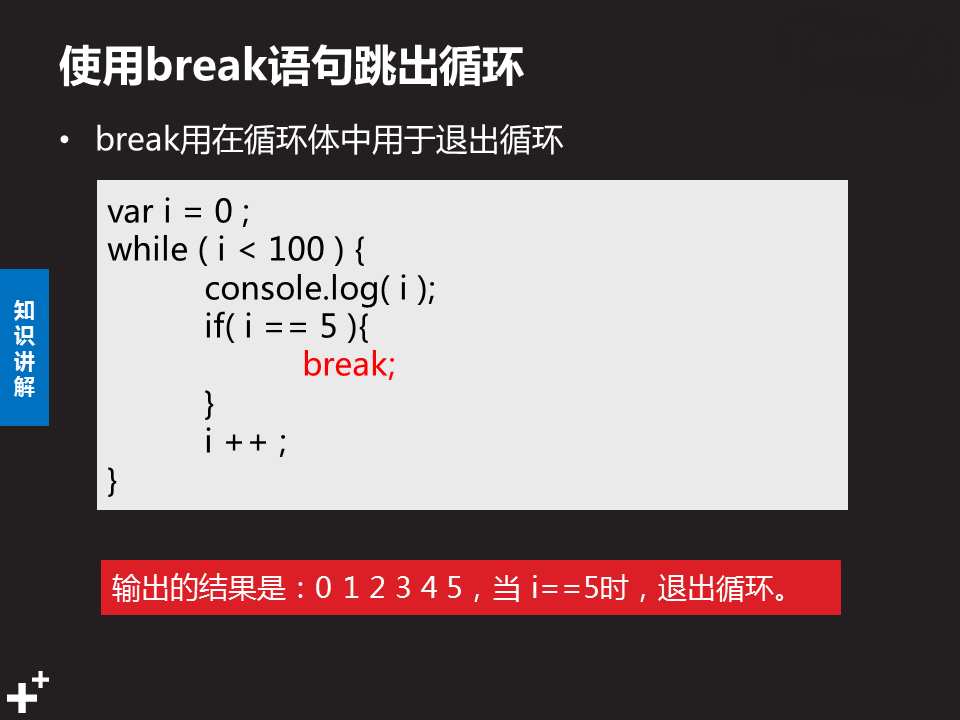 使用break语句跳出循环
• break用在循环体中用于退出循环
var i = 0 ;
while ( i < 100 ) {
console.log( i );
if( i == 5 ){
break;
}
i ++ ;
}
知识讲解
输出的结果是：0 1 2 3 4 5，当 i==5时，退出循环。